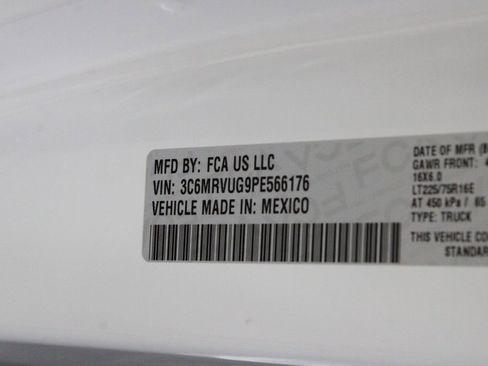 MFD BY: FCA US LLC
VIN: 3C6MRVUG9PE566176
VEHICLE MADE IN: MEXICO
DATE OF MFR
GAWR FRONT:
16X6.0
LT225/75R16E
AT 450 kPa / 65
TYPE: TRUCK
THIS VEHICLE